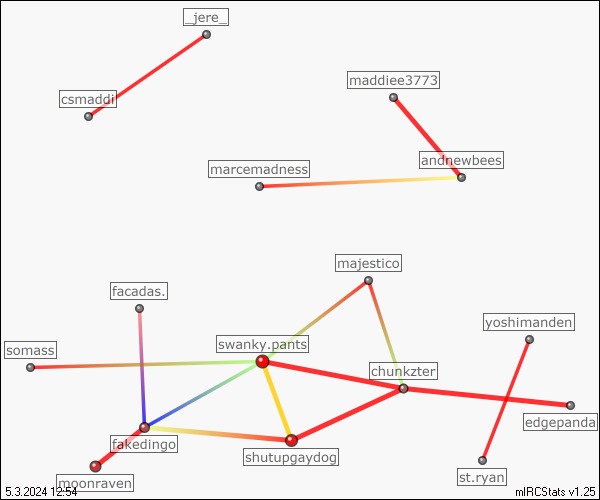 _jere_
maddiee3773
csmaddi
andnewbees
marcemadness
majestico
facadas.
yoshimanden
swanky.pants
somass
chunkzter
edgepanda
fakedingo
shutupgaydog
st.ryan
moonraven
5.3.2024 12:54
mIRCStats v1.25